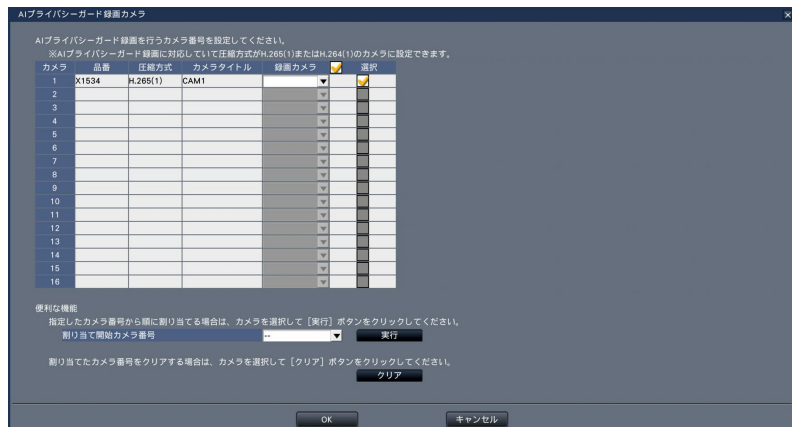 AIプライバシーガード録画カメラ
AIプライバシーガード録画を行うカメラ番号を設定してください。
※AIプライバシーガード録画に対応していて圧縮方式がH.265(1)またはH.264(1)のカメラに設定できます。
カメラ 品番 圧縮方式 カメラタイトル 録画カメラ 選択
1 X1534 H.265(1) CAM1
2
3
4
5
6
7
8
9
10
11
12
13
14
15
16
便利な機能
指定したカメラ番号から順に割り当てる場合は、カメラを選択して［実行］ボタンをクリックしてください。
割り当て開始カメラ番号 -- 実行
割り当てたカメラ番号をクリアする場合は、カメラを選択して［クリア］ボタンをクリックしてください。
クリア
OK キャンセル